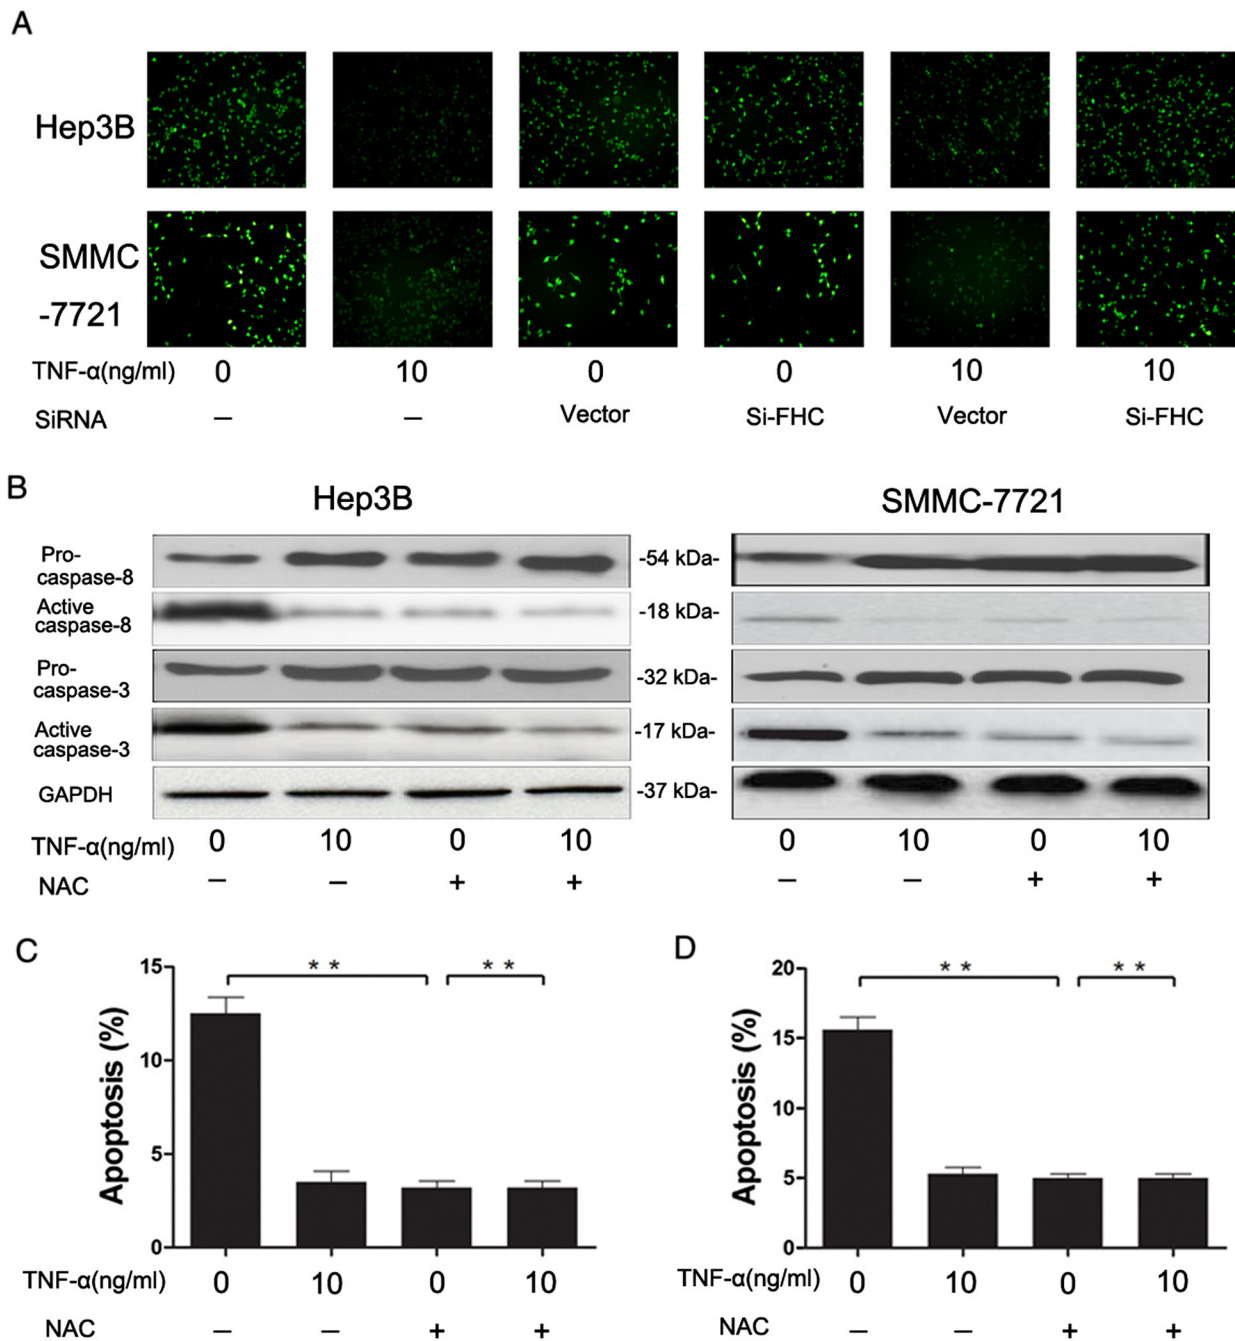 A
Hep3B
SMMC
-7721
TNF-α(ng/ml) 0 10 0 0 10 10
SiRNA – – Vector Si-FHC Vector Si-FHC
B
Hep3B SMMC-7721
Pro-
caspase-8
-54 kDa-
Active
caspase-8
-18 kDa-
Pro-
caspase-3
-32 kDa-
Active
caspase-3
-17 kDa-
GAPDH -37 kDa-
TNF-α(ng/ml) 0 10 0 10 0 10 0 10
NAC – – + + – – + +
C
* * * *
15
10
5
0
Apoptosis (%)
TNF-α(ng/ml) 0 10 0 10
NAC – – + +
D
* * * *
20
15
10
5
0
Apoptosis (%)
TNF-α(ng/ml) 0 10 0 10
NAC – – + +